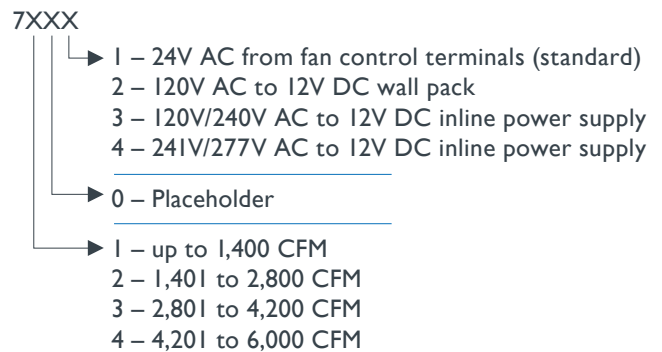 7XXX
1 – 24V AC from fan control terminals (standard)
2 – 120V AC to 12V DC wall pack
3 – 120V/240V AC to 12V DC inline power supply
4 – 241V/277V AC to 12V DC inline power supply
0 – Placeholder
1 – up to 1,400 CFM
2 – 1,401 to 2,800 CFM
3 – 2,801 to 4,200 CFM
4 – 4,201 to 6,000 CFM